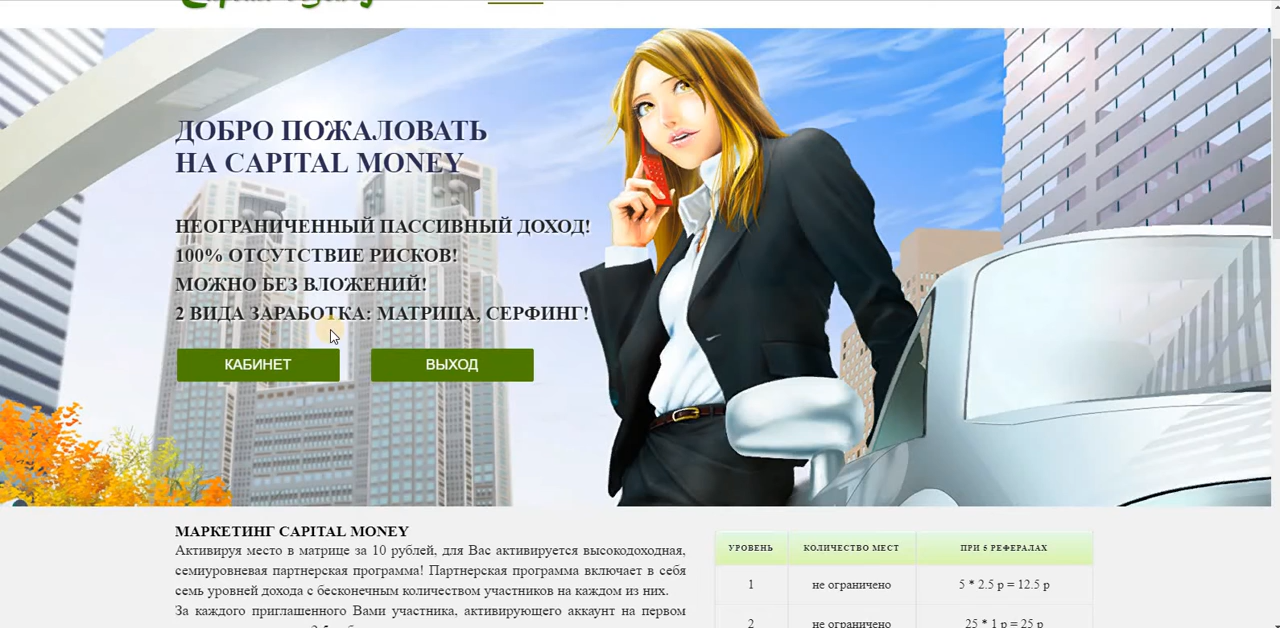 ДОБРО ПОЖАЛОВАТЬ
НА CAPITAL MONEY
НЕОГРАНИЧЕННЫЙ ПАССИВНЫЙ ДОХОД!
100% ОТСУТСТВИЕ РИСКОВ!
МОЖНО БЕЗ ВЛОЖЕНИЙ!
2 ВИДА ЗАРАБОТКА: МАТРИЦА, СЕРФИНГ!
КАБИНЕТ ВЫХОД
МАРКЕТИНГ CAPITAL MONEY
Активируя место в матрице за 10 рублей, для Вас активируется высокодоходная,
семиуровневая партнерская программа! Партнерская программа включает в себя
семь уровней дохода с бесконечным количеством участников на каждом из них.
За каждого приглашенного Вами участника, активирующего аккаунт на первом
УРОВЕНЬ КОЛИЧЕСТВО МЕСТ ПРИ 5 РЕФЕРАЛАХ
1 не ограничено 5 * 2.5 р = 12.5 р
2 не ограничено 25 * 1 р = 25 р